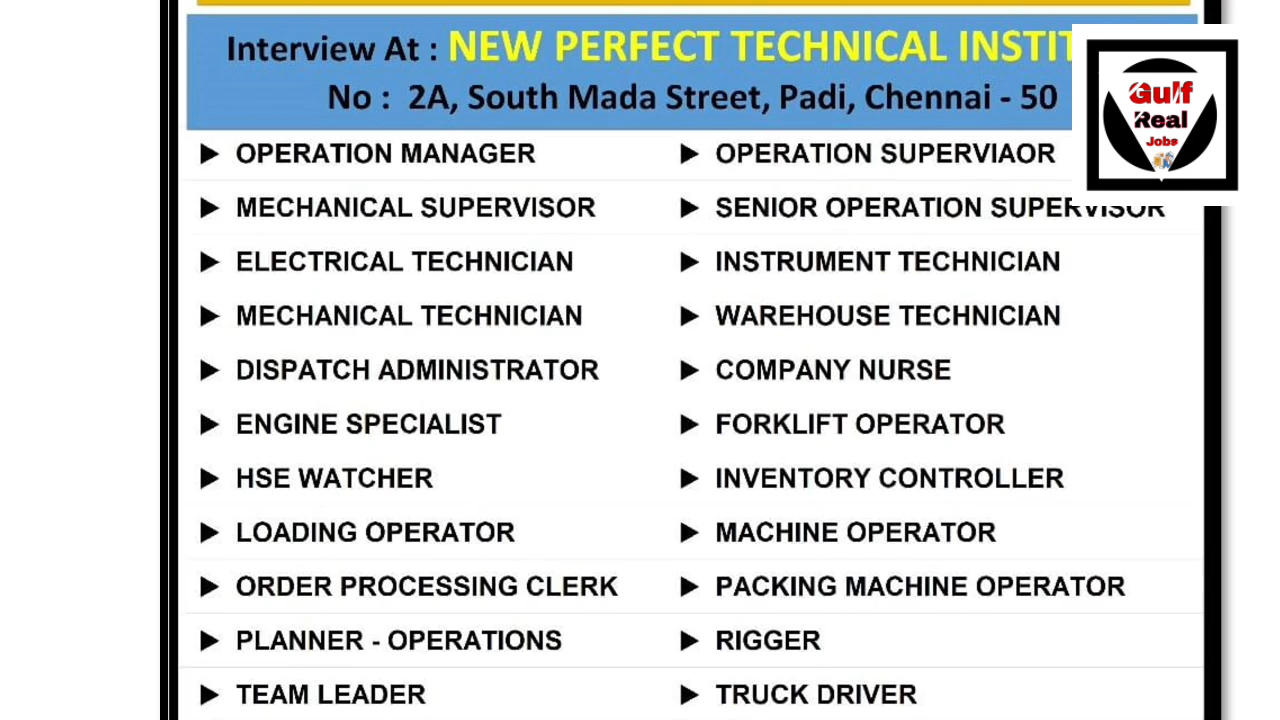 Interview At : NEW PERFECT TECHNICAL
No : 2A, South Mada Street, Padi, Chennai - 50
Gulf
Real
Jobs
OPERATION MANAGER
OPERATION SUPERVIAOR
MECHANICAL SUPERVISOR
SENIOR OPERATION SUPERVISOR
ELECTRICAL TECHNICIAN
INSTRUMENT TECHNICIAN
MECHANICAL TECHNICIAN
WAREHOUSE TECHNICIAN
DISPATCH ADMINISTRATOR
COMPANY NURSE
ENGINE SPECIALIST
FORKLIFT OPERATOR
HSE WATCHER
INVENTORY CONTROLLER
LOADING OPERATOR
MACHINE OPERATOR
ORDER PROCESSING CLERK
PACKING MACHINE OPERATOR
PLANNER - OPERATIONS
RIGGER
TEAM LEADER
TRUCK DRIVER